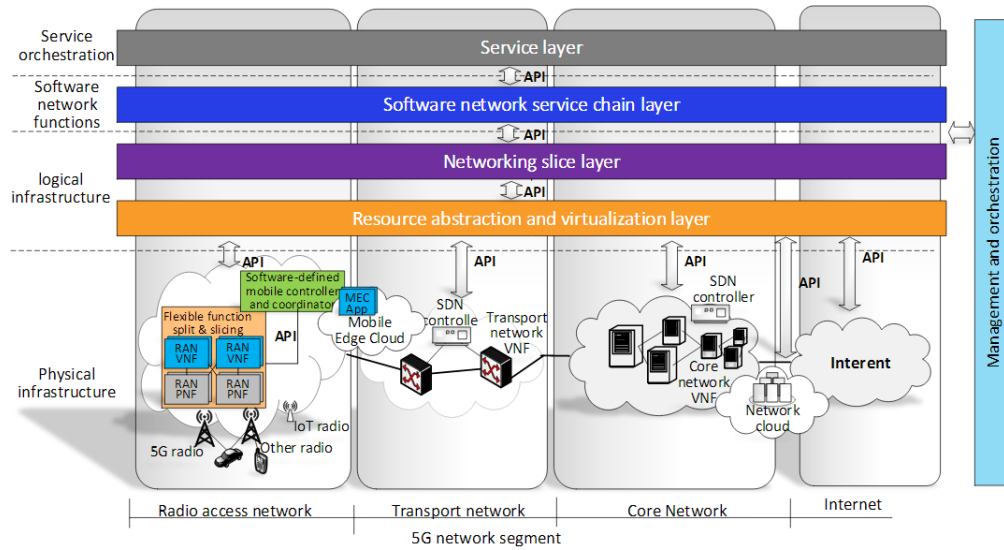 Service
orchestration
Service layer
API
Software
network
functions
Software network service chain layer
API
Networking slice layer
logical
infrastructure
API
Resource abstraction and virtualization layer
Management and orchestration
API
API
API
API
API
Software-defined
mobile controller
and coordinator
MEC
App
Mobile
Edge Cloud
Flexible function
split & slicing
API
RAN
VNF
RAN
VNF
RAN
PNF
RAN
PNF
IoT radio
5G radio
Other radio
SDN
controlle
Transport
network
VNF
SDN
controller
Core
network
VNF
Network
cloud
Interent
Physical
infrastructure
Radio access network
Transport network
Core Network
Internet
5G network segment